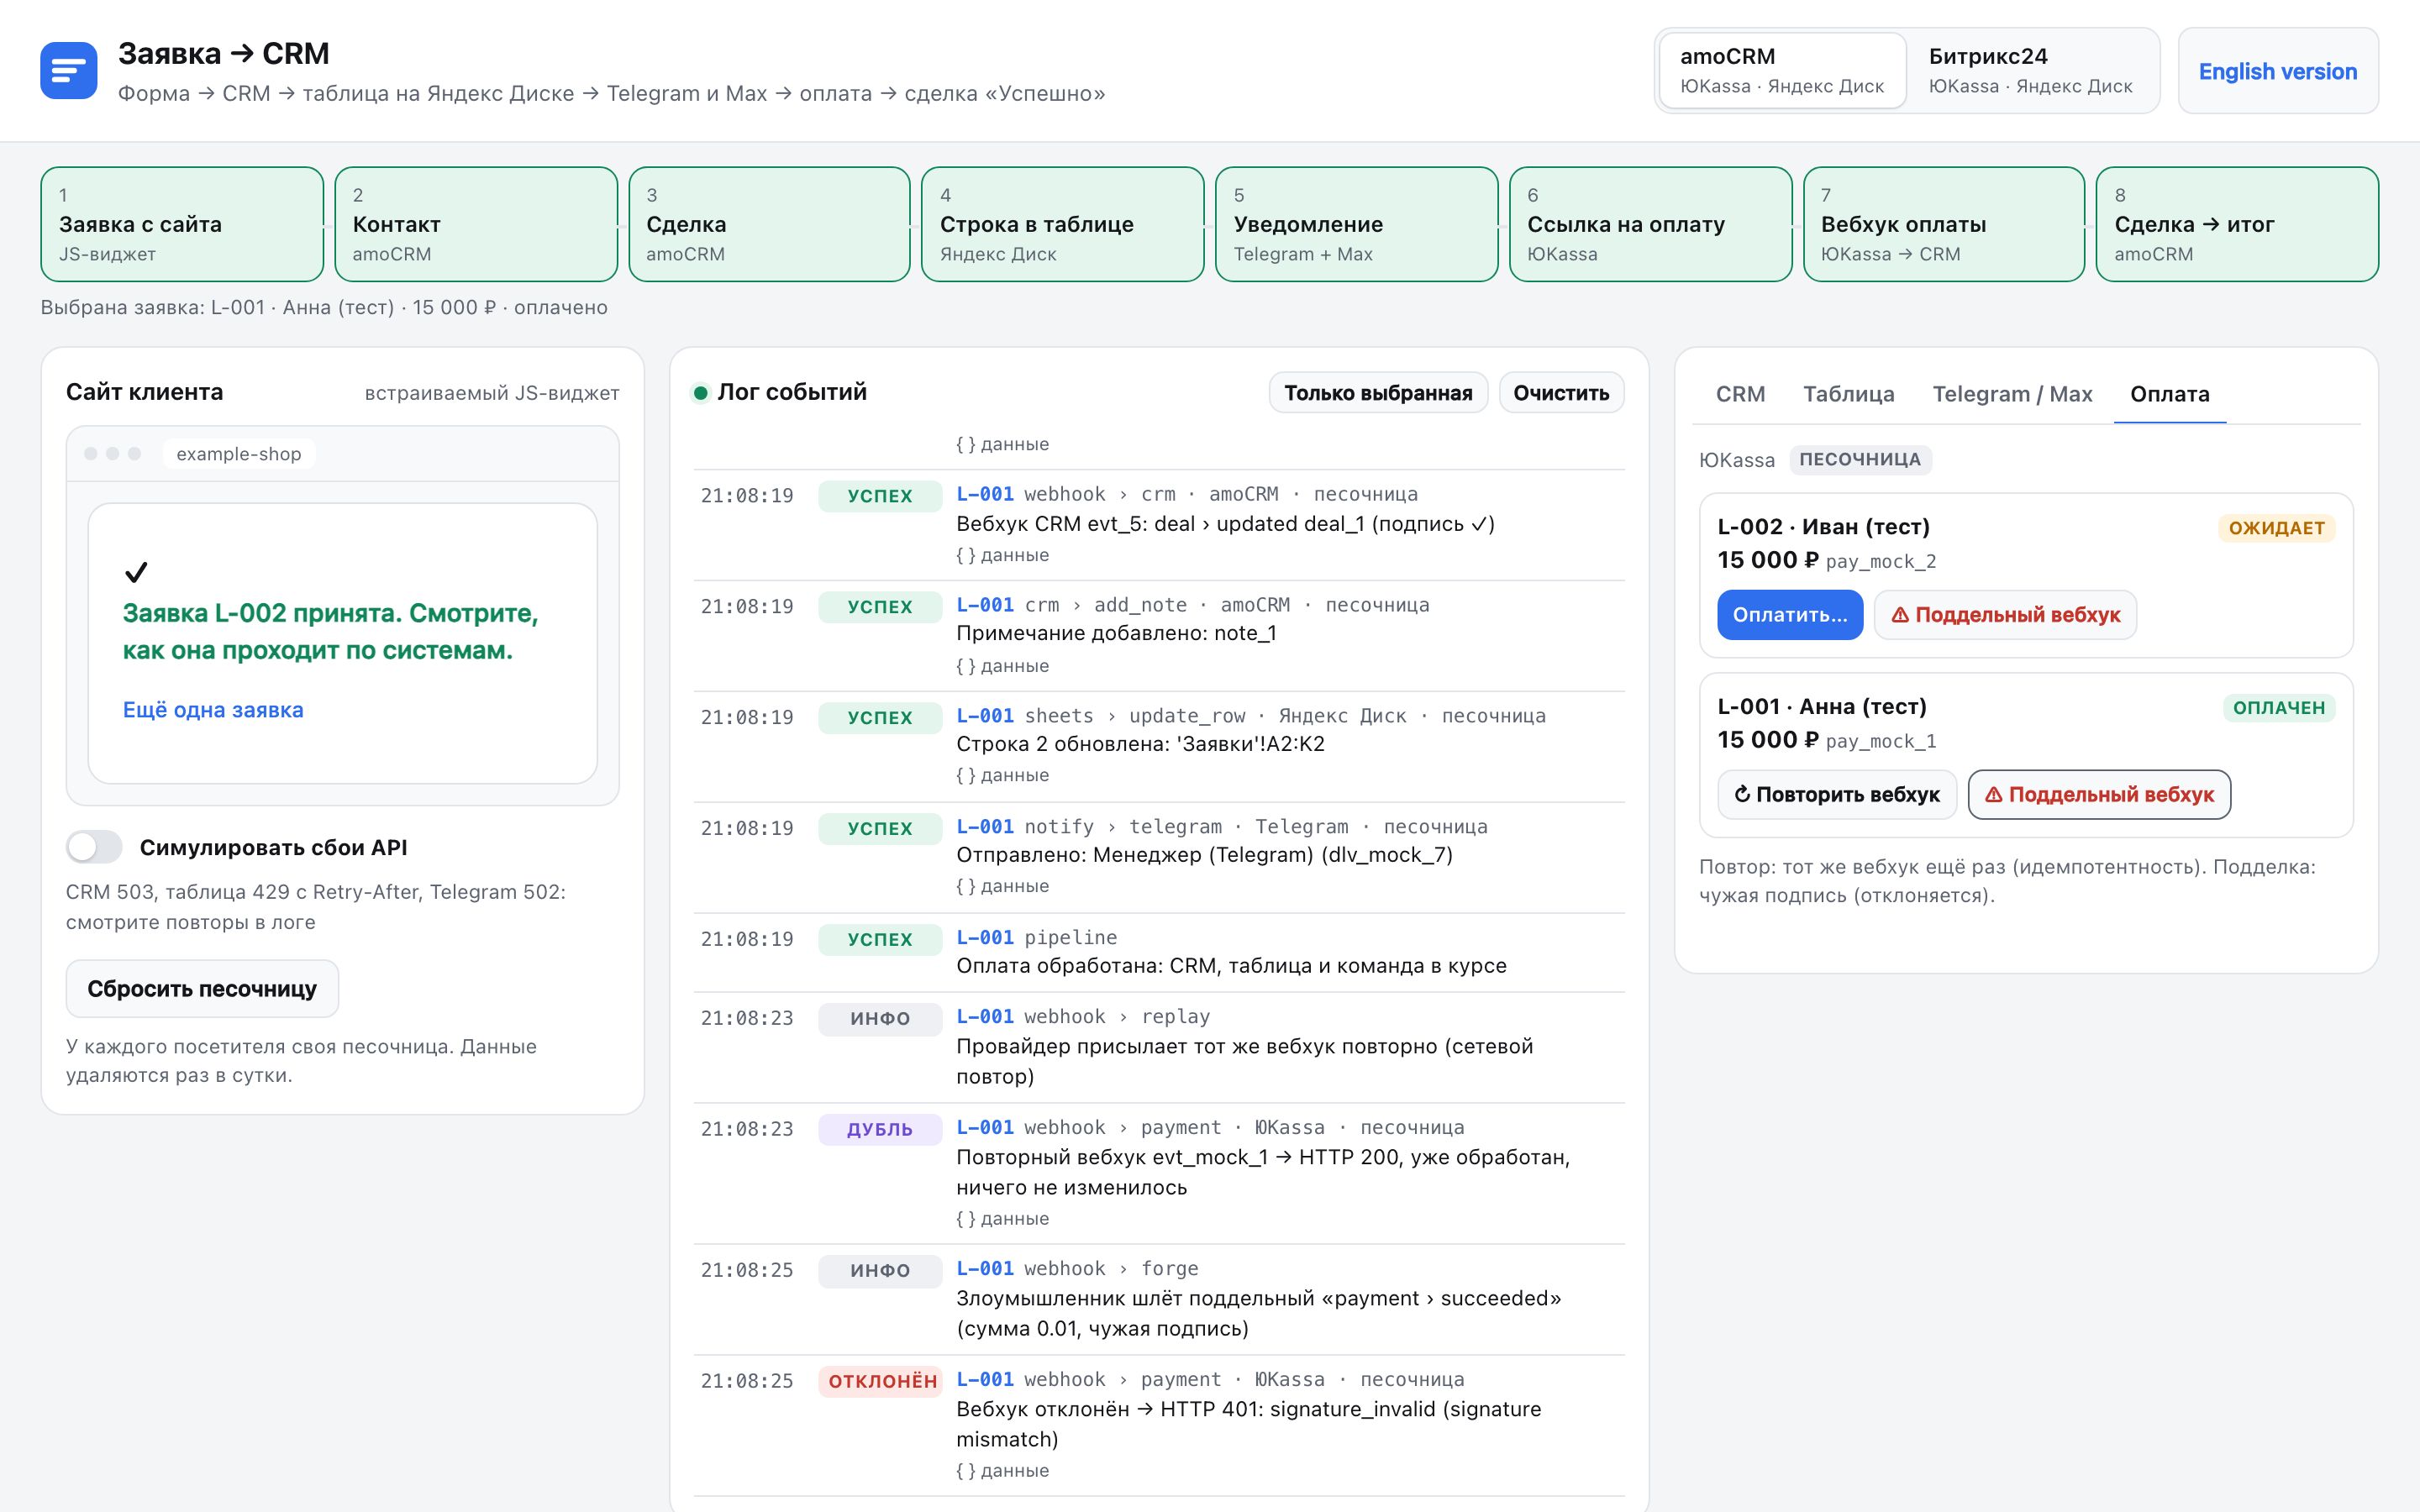 Заявка → CRM
Форма → CRM → таблица на Яндекс Диске → Telegram и Max → оплата → сделка «Успешно»
amoCRM
ЮKassa · Яндекс Диск
Битрикс24
ЮKassa · Яндекс Диск
English version
1
Заявка с сайта
JS-виджет
2
Контакт
amoCRM
3
Сделка
amoCRM
4
Строка в таблице
Яндекс Диск
5
Уведомление
Telegram + Max
6
Ссылка на оплату
ЮKassa
7
Вебхук оплаты
ЮKassa → CRM
8
Сделка → итог
amoCRM
Выбрана заявка: L-001 · Анна (тест) · 15 000 ₽ · оплачено
Сайт клиента
встраиваемый JS-виджет
example-shop
✓
Заявка L-002 принята. Смотрите,
как она проходит по системам.
Ещё одна заявка
Симулировать сбои API
CRM 503, таблица 429 с Retry-After, Telegram 502:
смотрите повторы в логе
Сбросить песочницу
У каждого посетителя своя песочница. Данные
удаляются раз в сутки.
Лог событий
Только выбранная
Очистить
{ } данные
21:08:19 УСПЕХ L-001 webhook › crm · amoCRM · песочница
Вебхук CRM evt_5: deal › updated deal_1 (подпись ✓)
{ } данные
21:08:19 УСПЕХ L-001 crm › add_note · amoCRM · песочница
Примечание добавлено: note_1
{ } данные
21:08:19 УСПЕХ L-001 sheets › update_row · Яндекс Диск · песочница
Строка 2 обновлена: 'Заявки'!A2:K2
{ } данные
21:08:19 УСПЕХ L-001 notify › telegram · Telegram · песочница
Отправлено: Менеджер (Telegram) (dlv_mock_7)
{ } данные
21:08:19 УСПЕХ L-001 pipeline
Оплата обработана: CRM, таблица и команда в курсе
21:08:23 ИНФО L-001 webhook › replay
Провайдер присылает тот же вебхук повторно (сетевой
повтор)
21:08:23 ДУБЛЬ L-001 webhook › payment · ЮKassa · песочница
Повторный вебхук evt_mock_1 → HTTP 200, уже обработан,
ничего не изменилось
{ } данные
21:08:25 ИНФО L-001 webhook › forge
Злоумышленник шлёт поддельный «payment › succeeded»
(сумма 0.01, чужая подпись)
21:08:25 ОТКЛОНЁН L-001 webhook › payment · ЮKassa · песочница
Вебхук отклонён → HTTP 401: signature_invalid (signature
mismatch)
{ } данные
CRM
Таблица
Telegram / Max
Оплата
ЮKassa ПЕСОЧНИЦА
L-002 · Иван (тест) ОЖИДАЕТ
15 000 ₽ pay_mock_2
Оплатить...
⚠ Поддельный вебхук
L-001 · Анна (тест) ОПЛАЧЕН
15 000 ₽ pay_mock_1
↻ Повторить вебхук
⚠ Поддельный вебхук
Повтор: тот же вебхук ещё раз (идемпотентность). Подделка:
чужая подпись (отклоняется).